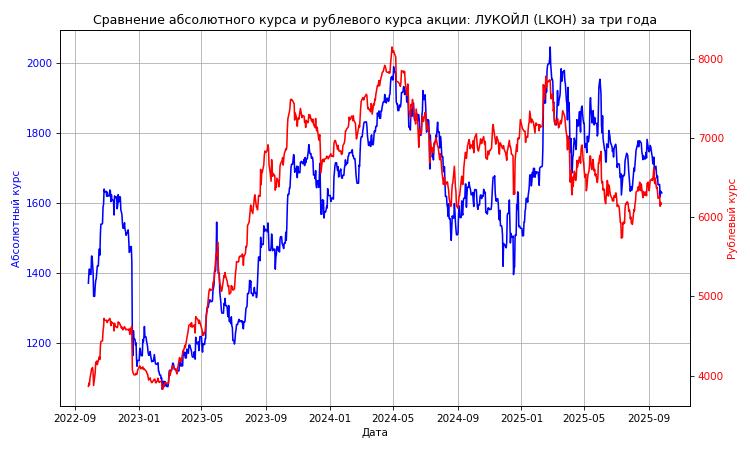 Сравнение абсолютного курса и рублевого курса акции: ЛУКОЙЛ (LKOH) за три года
Абсолютный курс
2000
1800
1600
1400
1200
8000
7000
6000
5000
4000
Рублевый курс
2022-09 2023-01 2023-05 2023-09 2024-01 2024-05 2024-09 2025-01 2025-05 2025-09
Дата